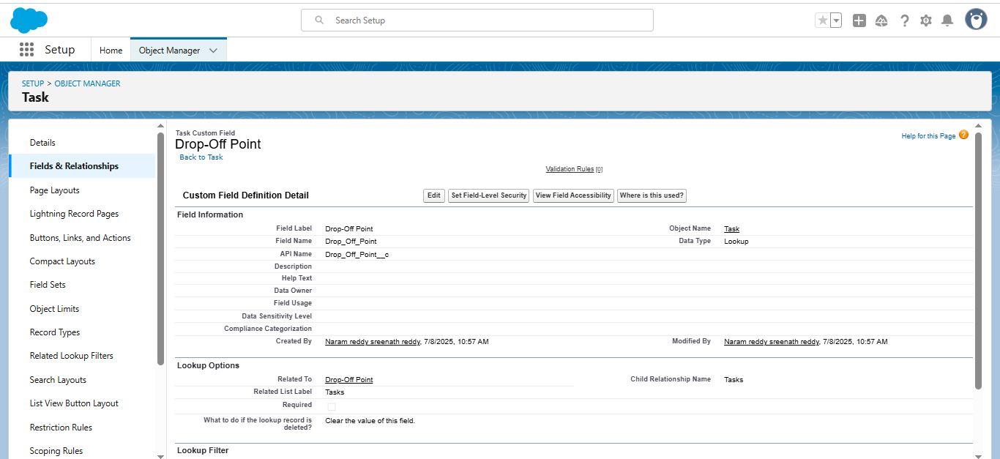 Search Setup
Setup
Home
Object Manager
SETUP > OBJECT MANAGER
Task
Details
Fields & Relationships
Page Layouts
Lightning Record Pages
Buttons, Links, and Actions
Compact Layouts
Field Sets
Object Limits
Record Types
Related Lookup Filters
Search Layouts
List View Button Layout
Restriction Rules
Scoping Rules
Task Custom Field
Drop-Off Point
Back to Task
Help for this Page ?
Validation Rules [0]
Custom Field Definition Detail
Edit Set Field-Level Security View Field Accessibility Where is this used?
Field Information
Field Label Drop-Off Point Object Name Task
Field Name Drop_Off_Point Data Type Lookup
API Name Drop_Off_Point__c
Description
Help Text
Data Owner
Field Usage
Data Sensitivity Level
Compliance Categorization
Created By Naram reddy sreenath reddy, 7/8/2025, 10:57 AM Modified By Naram reddy sreenath reddy, 7/8/2025, 10:57 AM
Lookup Options
Related To Drop-Off Point Child Relationship Name Tasks
Related List Label Tasks
Required
What to do if the lookup record is Clear the value of this field.
deleted?
Lookup Filter